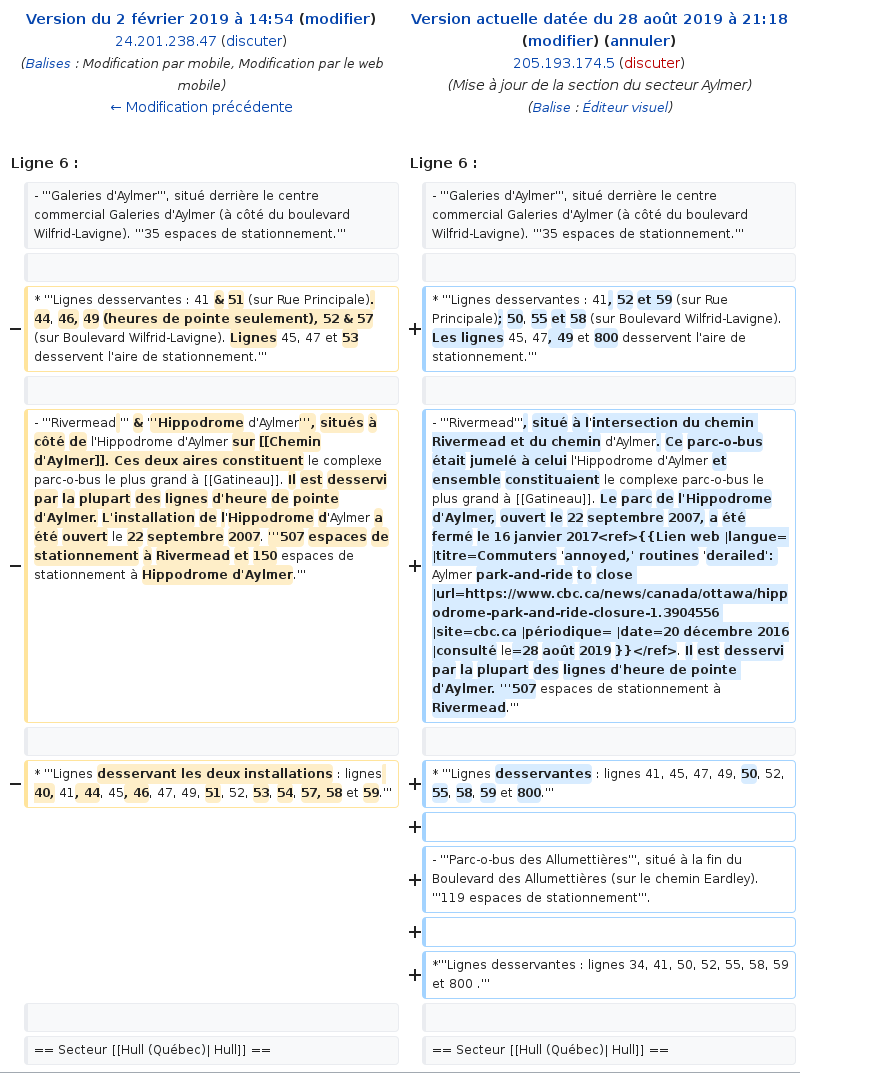 Version du 2 février 2019 à 14:54 (modifier)
24.201.238.47 (discuter)
(Balises : Modification par mobile, Modification par le web
mobile)
← Modification précédente
Version actuelle datée du 28 août 2019 à 21:18
(modifier) (annuler)
205.193.174.5 (discuter)
(Mise à jour de la section du secteur Aylmer)
(Balise : Éditeur visuel)
Ligne 6 :
Ligne 6 :
- '''Galeries d'Aylmer''', situé derrière le centre
commercial Galeries d'Aylmer (à côté du boulevard
Wilfrid-Lavigne). '''35 espaces de stationnement.'''
- '''Galeries d'Aylmer''', situé derrière le centre
commercial Galeries d'Aylmer (à côté du boulevard
Wilfrid-Lavigne). '''35 espaces de stationnement.'''
−
* '''Lignes desservantes : 41 & 51 (sur Rue Principale).
44, 46, 49 (heures de pointe seulement), 52 & 57
(sur Boulevard Wilfrid-Lavigne). Lignes 45, 47 et 53
desservent l'aire de stationnement.'''
+
* '''Lignes desservantes : 41, 52 et 59 (sur Rue
Principale); 50, 55 et 58 (sur Boulevard Wilfrid-Lavigne).
Les lignes 45, 47, 49 et 800 desservent l'aire de
stationnement.'''
−
- '''Rivermead ''' & '''Hippodrome d'Aylmer''', situés à
côté de l'Hippodrome d'Aylmer sur [[Chemin
d'Aylmer]]. Ces deux aires constituent le complexe
parc-o-bus le plus grand à [[Gatineau]]. Il est desservi
par la plupart des lignes d'heure de pointe
d'Aylmer. L'installation de l'Hippodrome d'Aylmer a
été ouvert le 22 septembre 2007. '''507 espaces de
stationnement à Rivermead et 150 espaces de
stationnement à Hippodrome d'Aylmer.'''
+
- '''Rivermead''', situé à l'intersection du chemin
Rivermead et du chemin d'Aylmer. Ce parc-o-bus
était jumelé à celui l'Hippodrome d'Aylmer et
ensemble constituaient le complexe parc-o-bus le
plus grand à [[Gatineau]]. Le parc de l'Hippodrome
d'Aylmer, ouvert le 22 septembre 2007, a été
fermé le 16 janvier 2017<ref>{{Lien web |langue=
|titre=Commuters 'annoyed,' routines 'derailed':
Aylmer park-and-ride to close
|url=https://www.cbc.ca/news/canada/ottawa/hipp
odrome-park-and-ride-closure-1.3904556
|site=cbc.ca |périodique= |date=20 décembre 2016
|consulté le=28 août 2019 }}</ref>. Il est desservi
par la plupart des lignes d'heure de pointe
d'Aylmer. '''507 espaces de stationnement à
Rivermead.'''
−
* '''Lignes desservant les deux installations : lignes
40, 41, 44, 45, 46, 47, 49, 51, 52, 53, 54, 57, 58 et 59.'''
+
* '''Lignes desservantes : lignes 41, 45, 47, 49, 50, 52,
55, 58, 59 et 800.'''
+
+
- '''Parc-o-bus des Allumettières''', situé à la fin du
Boulevard des Allumettières (sur le chemin Eardley).
'''119 espaces de stationnement'''.
+
+
*'''Lignes desservantes : lignes 34, 41, 50, 52, 55, 58, 59
et 800 .'''
== Secteur [[Hull (Québec)| Hull]] ==
== Secteur [[Hull (Québec)| Hull]] ==